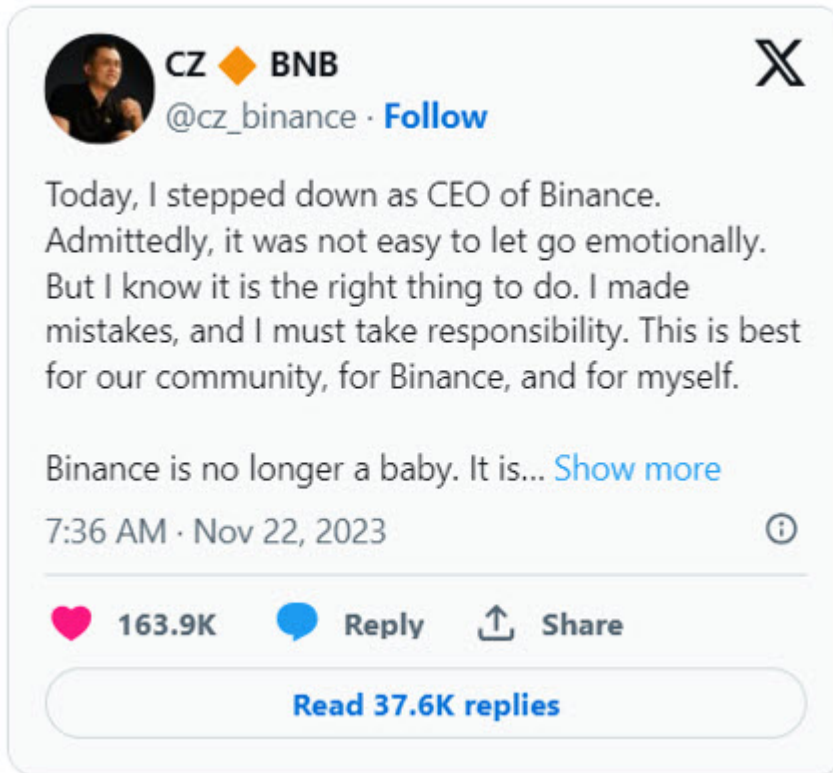 CZ 🔶 BNB
@cz_binance · Follow
Today, I stepped down as CEO of Binance.
Admittedly, it was not easy to let go emotionally.
But I know it is the right thing to do. I made
mistakes, and I must take responsibility. This is best
for our community, for Binance, and for myself.
Binance is no longer a baby. It is... Show more
7:36 AM · Nov 22, 2023
163.9K Reply Share
Read 37.6K replies